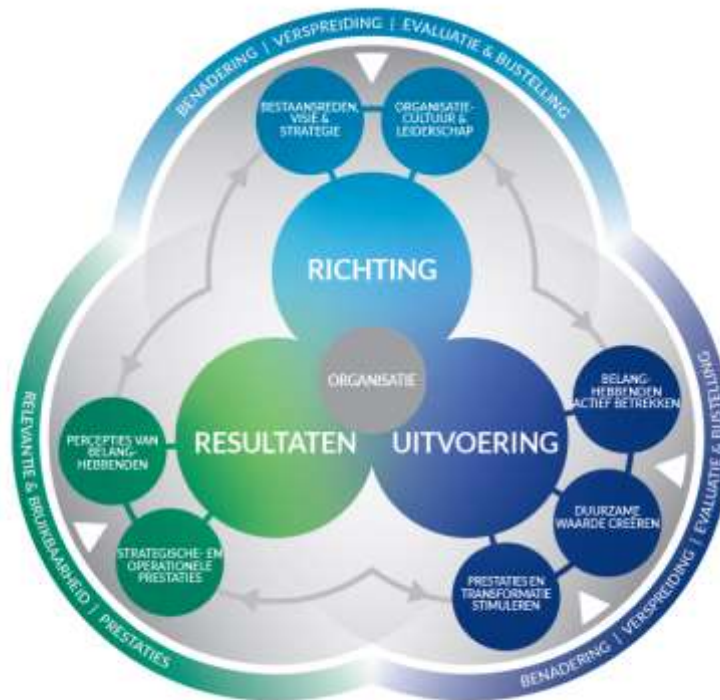 BENADERING | VERSPREIDING | EVALUATIE & BIJSTELLING
BESTAANSREDEN,
VISIE &
STRATEGIE
ORGANISATIE-
CULTUUR &
LEIDERSCHAP
RICHTING
ORGANISATIE
RESULTATEN
UITVOERING
BELANG-
HEBBENDEN
ACTIEF BETREKKEN
DUURZAME
WAARDE CREËREN
PRESTATIES EN
TRANSFORMATIE
STIMULEREN
BENADERING | VERSPREIDING | EVALUATIE & BIJSTELLING
PERCEPTIES VAN
BELANG-
HEBBENDEN
STRATEGISCHE- EN
OPERATIONELE
PRESTATIES
RELEVANTIE & BRUIKBAARHEID | PRESTATIES